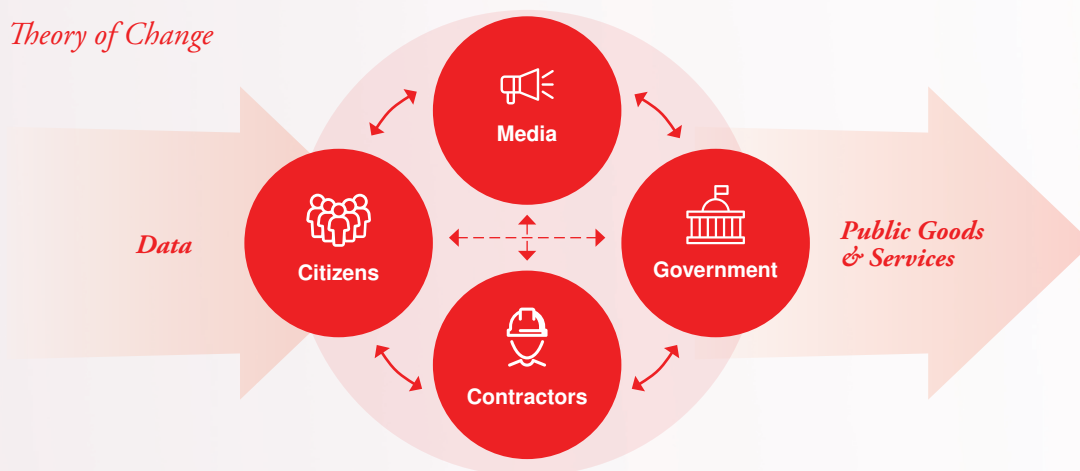 Theory of Change
Media
Citizens
Data
Government
Public Goods
& Services
Contractors